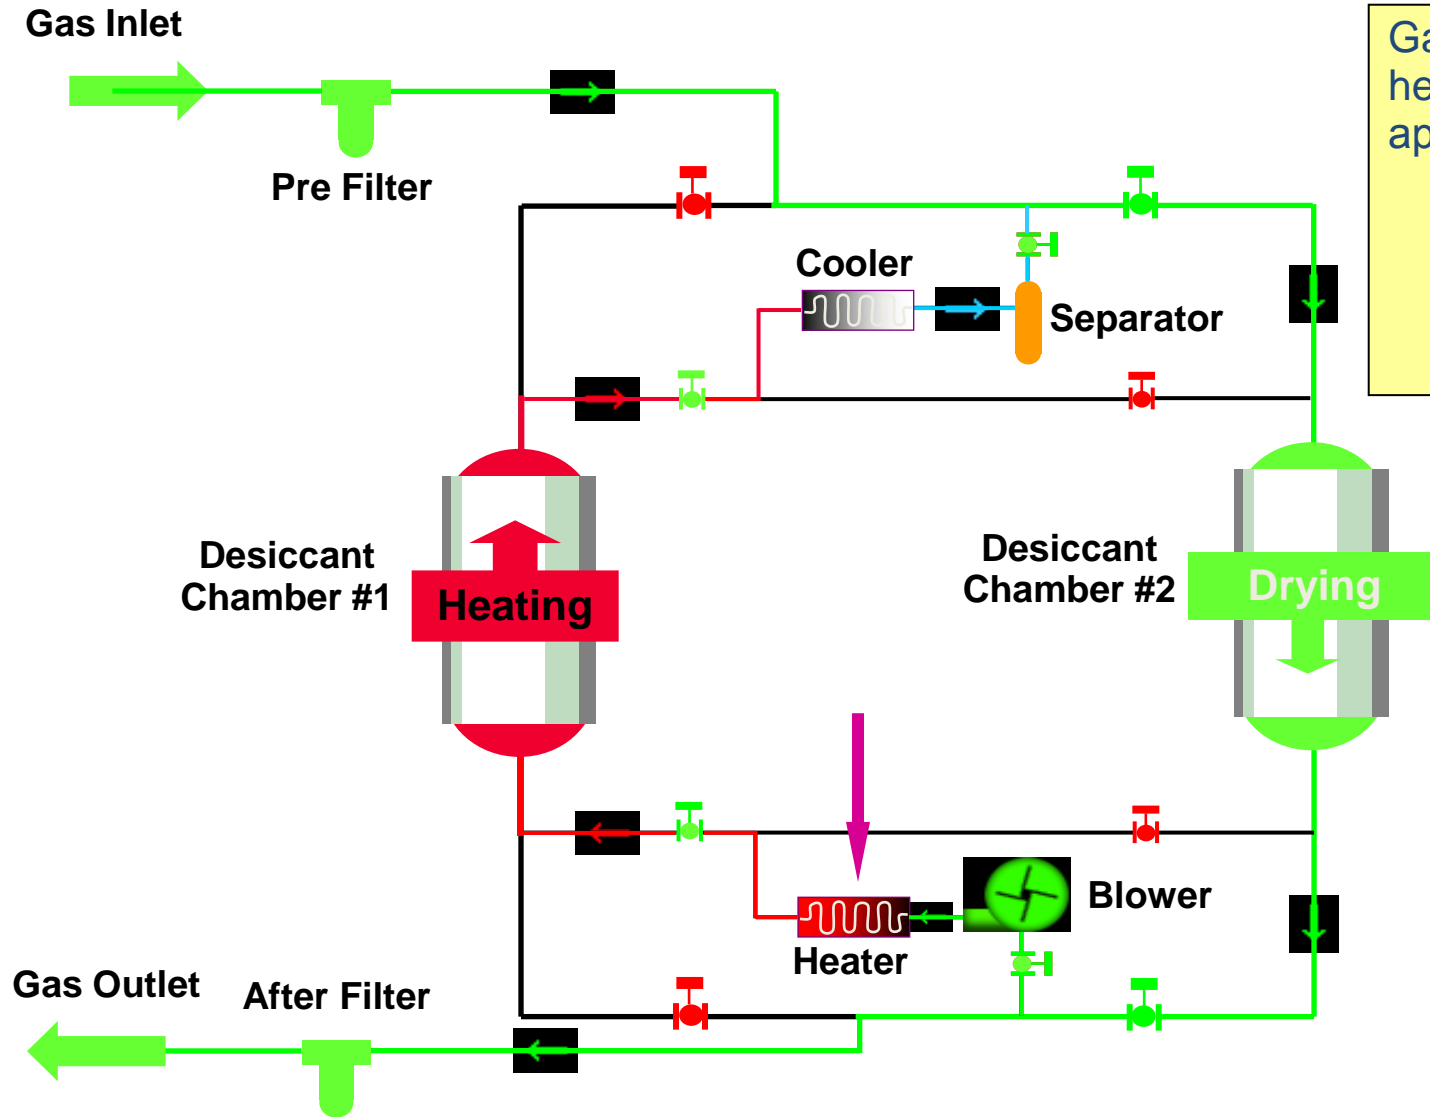 Gas Inlet
Pre Filter
Cooler
Separator
Desiccant
Chamber #1
Heating
Desiccant
Chamber #2
Drying
Blower
Heater
Gas Outlet
After Filter